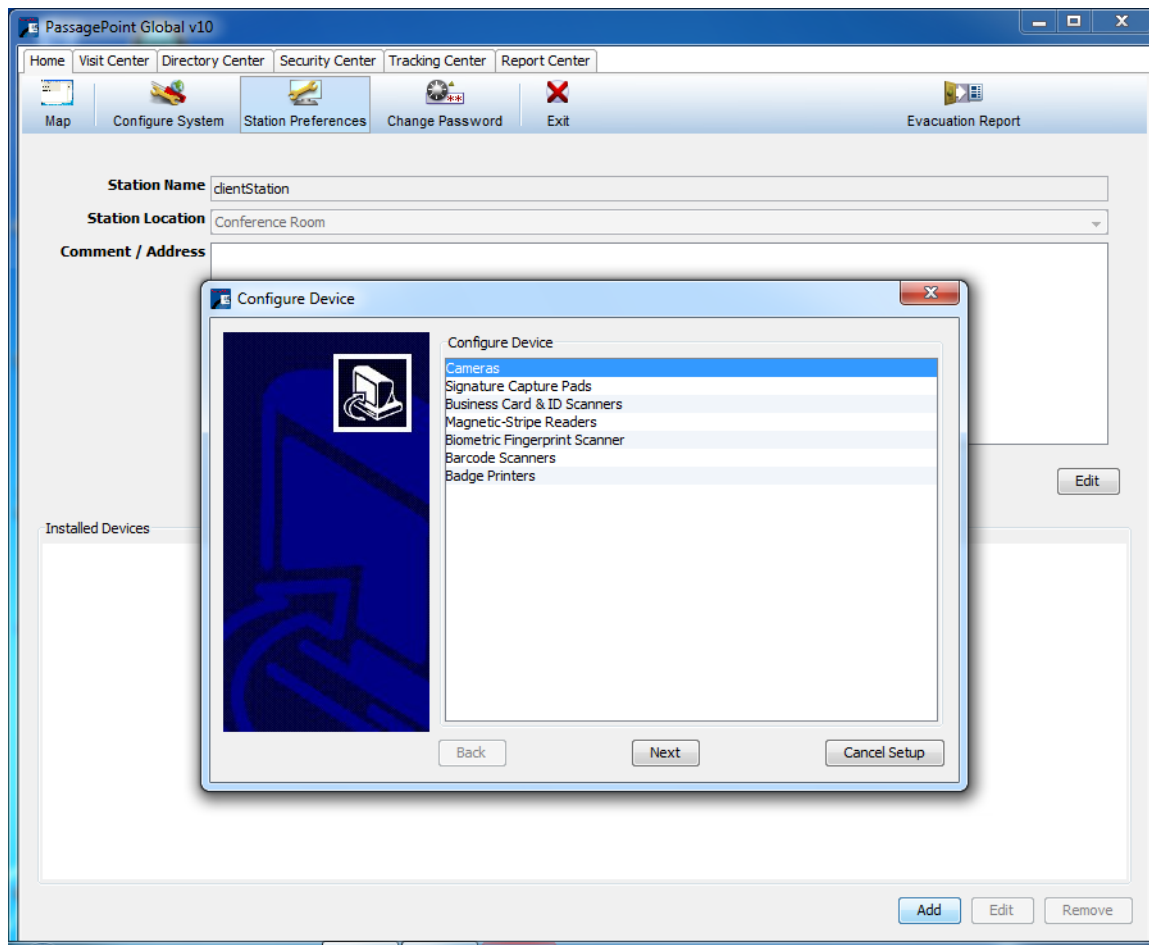 PassagePoint Global v10
Home Visit Center Directory Center Security Center Tracking Center Report Center
Map Configure System Station Preferences Change Password Exit Evacuation Report
Station Name clientStation
Station Location Conference Room
Comment / Address
Configure Device
Configure Device
Cameras
Signature Capture Pads
Business Card & ID Scanners
Magnetic-Stripe Readers
Biometric Fingerprint Scanner
Barcode Scanners
Badge Printers
Edit
Installed Devices
Back Next Cancel Setup
Add Edit Remove